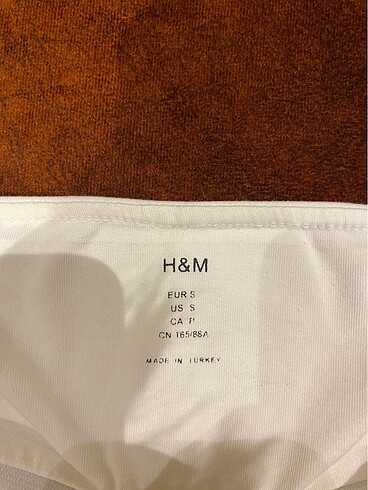 H&M
EUR S
US S
CA P
CN 165/88A
MADE IN TURKEY